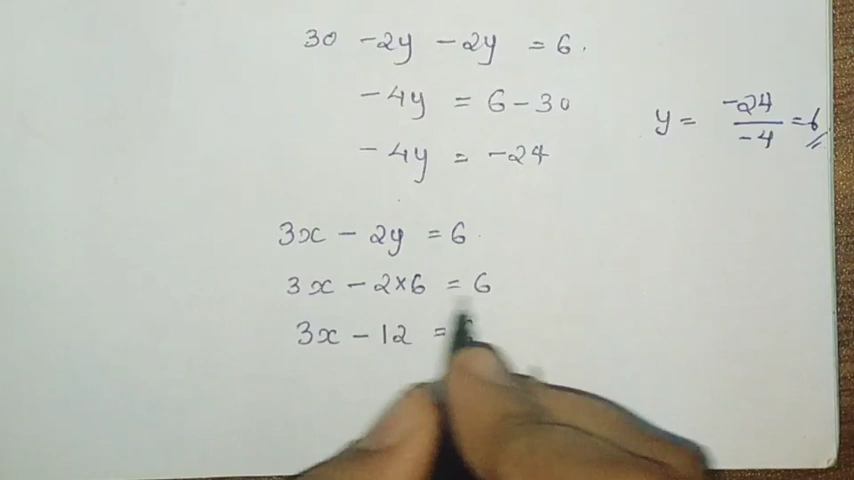 30 -2y - 2y = 6.
-4y = 6 - 30
-4y = -24
y = -24/-4 = 6
3x - 2y = 6.
3x - 2×6 = 6
3x - 12 =